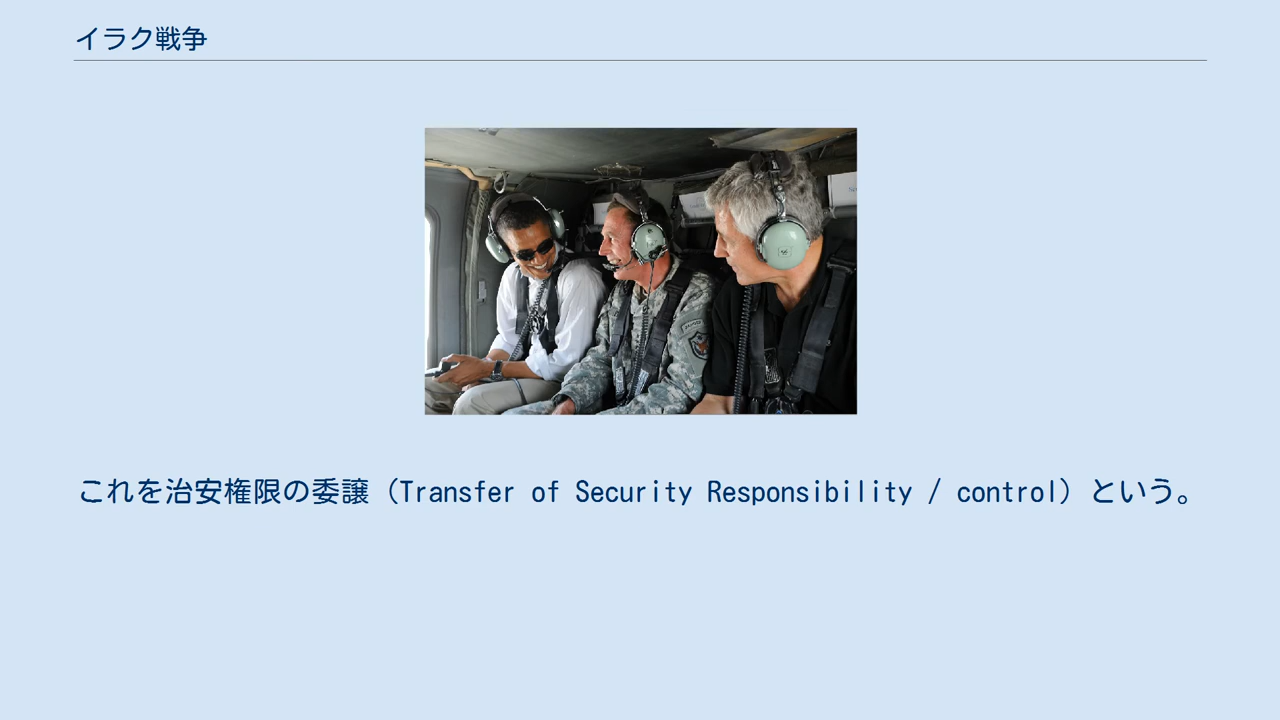 イラク戦争
これを治安権限の委譲（Transfer of Security Responsibility / control）という。